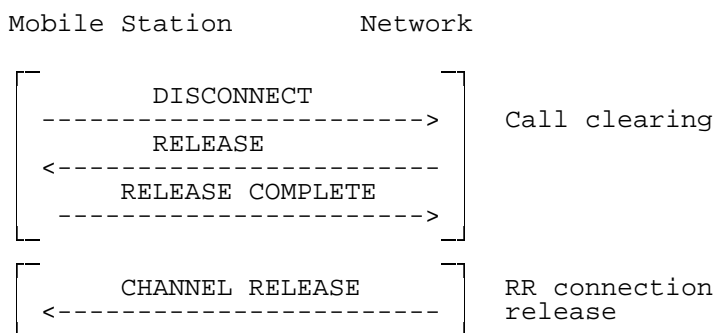 Mobile Station Network
DISCONNECT
------------------------> Call clearing
RELEASE
<------------------------
RELEASE COMPLETE
----------------------->
CHANNEL RELEASE RR connection
<------------------------ release